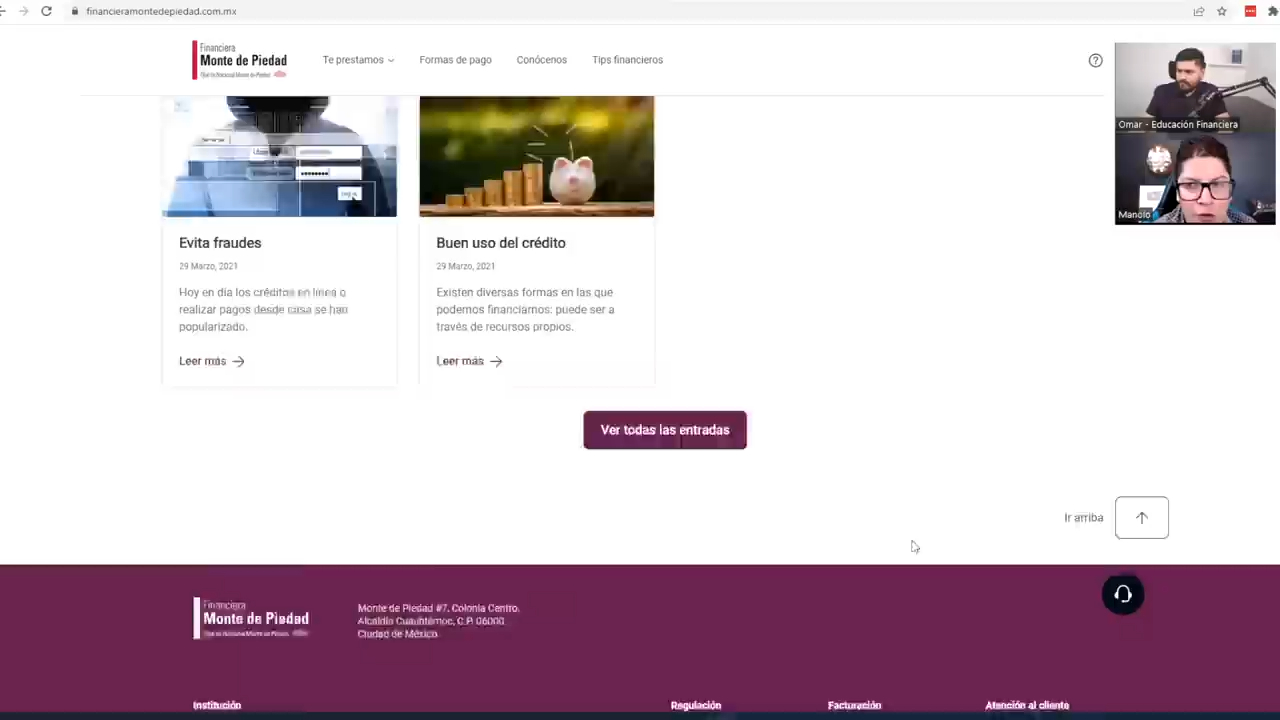 financieramontedepiedad.com.mx
Financiera
Monte de Piedad
Te prestamos
Formas de pago
Conócenos
Tips financieros
Omar - Educación Financiera
Manolo
Evita fraudes
29 Marzo, 2021
Hoy en día los créditos en línea o
realizar pagos desde casa se han
popularizado.
Leer más
Buen uso del crédito
29 Marzo, 2021
Existen diversas formas en las que
podemos financiarnos: puede ser a
través de recursos propios.
Leer más
Ver todas las entradas
Ir arriba
Financiera
Monte de Piedad
Monte de Piedad #7, Colonia Centro.
Alcaldía Cuauhtémoc, C.P. 06000.
Ciudad de México
Institución
Regulación
Facturación
Atención al cliente